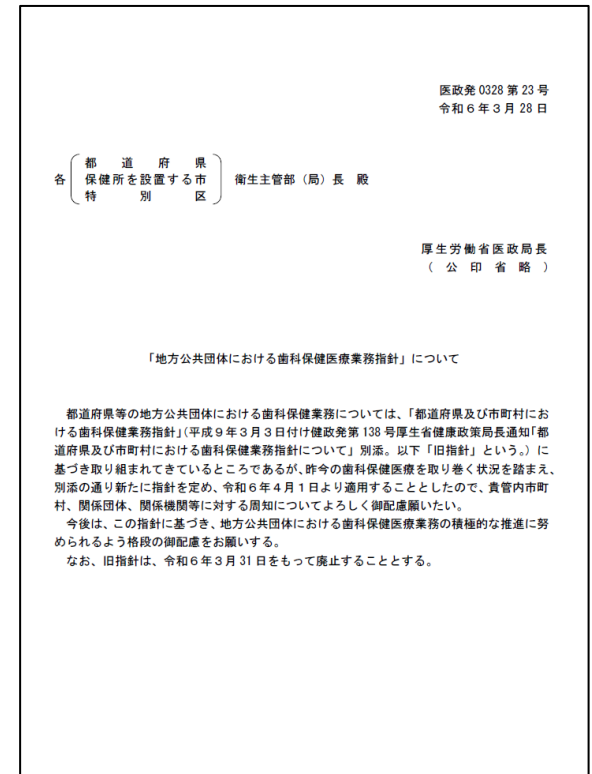 医政発 0328 第 23 号
令和６年３月 28 日
都道府県
各 保健所を設置する市 衛生主管部（局）長 殿
特別区
厚生労働省医政局長
（公印省略）
「地方公共団体における歯科保健医療業務指針」について
都道府県等の地方公共団体における歯科保健業務については、「都道府県及び市町村にお
ける歯科保健業務指針」（平成９年３月３日付け健政発第 138 号厚生省健康政策局長通知「都
道府県及び市町村における歯科保健業務指針について」別添。以下「旧指針」という。）に
基づき取り組まれてきているところであるが、昨今の歯科保健医療を取り巻く状況を踏まえ、
別添の通り新たに指針を定め、令和６年４月１日より適用することとしたので、貴管内市町
村、関係団体、関係機関等に対する周知についてよろしく御配慮願いたい。
今後は、この指針に基づき、地方公共団体における歯科保健医療業務の積極的な推進に努
められるよう格段の御配慮をお願いする。
なお、旧指針は、令和６年３月 31 日をもって廃止することとする。